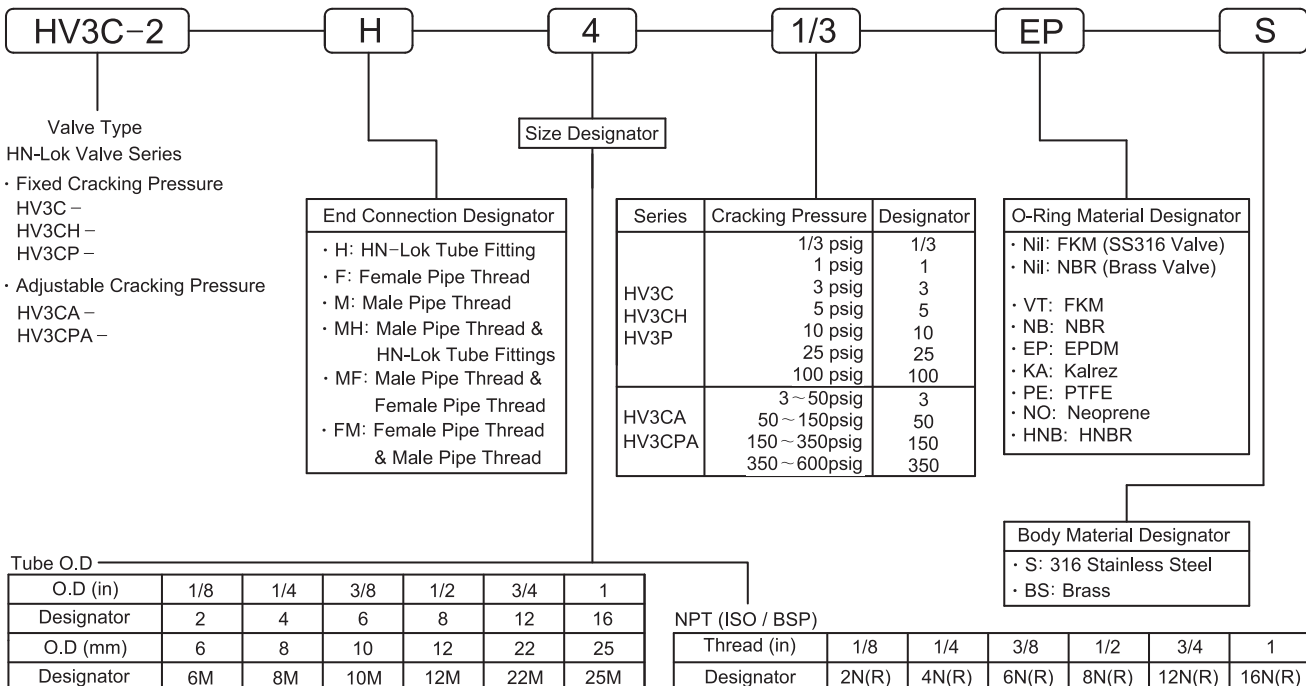 HV3C-2 H 4 1/3 EP S
Valve Type
HN-Lok Valve Series
· Fixed Cracking Pressure
HV3C –
HV3CH –
HV3CP –
· Adjustable Cracking Pressure
HV3CA –
HV3CPA –
Size Designator
End Connection Designator
· H: HN-Lok Tube Fitting
· F: Female Pipe Thread
· M: Male Pipe Thread
· MH: Male Pipe Thread &
HN-Lok Tube Fittings
· MF: Male Pipe Thread &
Female Pipe Thread
· FM: Female Pipe Thread
& Male Pipe Thread
Series Cracking Pressure Designator
HV3C
HV3CH
HV3P
1/3 psig 1/3
1 psig 1
3 psig 3
5 psig 5
10 psig 10
25 psig 25
100 psig 100
HV3CA
HV3CPA
3~50psig 3
50~150psig 50
150~350psig 150
350~600psig 350
O-Ring Material Designator
· Nil: FKM (SS316 Valve)
· Nil: NBR (Brass Valve)
· VT: FKM
· NB: NBR
· EP: EPDM
· KA: Kalrez
· PE: PTFE
· NO: Neoprene
· HNB: HNBR
Body Material Designator
· S: 316 Stainless Steel
· BS: Brass
Tube O.D
O.D (in) 1/8 1/4 3/8 1/2 3/4 1
Designator 2 4 6 8 12 16
O.D (mm) 6 8 10 12 22 25
Designator 6M 8M 10M 12M 22M 25M
NPT (ISO / BSP)
Thread (in) 1/8 1/4 3/8 1/2 3/4 1
Designator 2N(R) 4N(R) 6N(R) 8N(R) 12N(R) 16N(R)